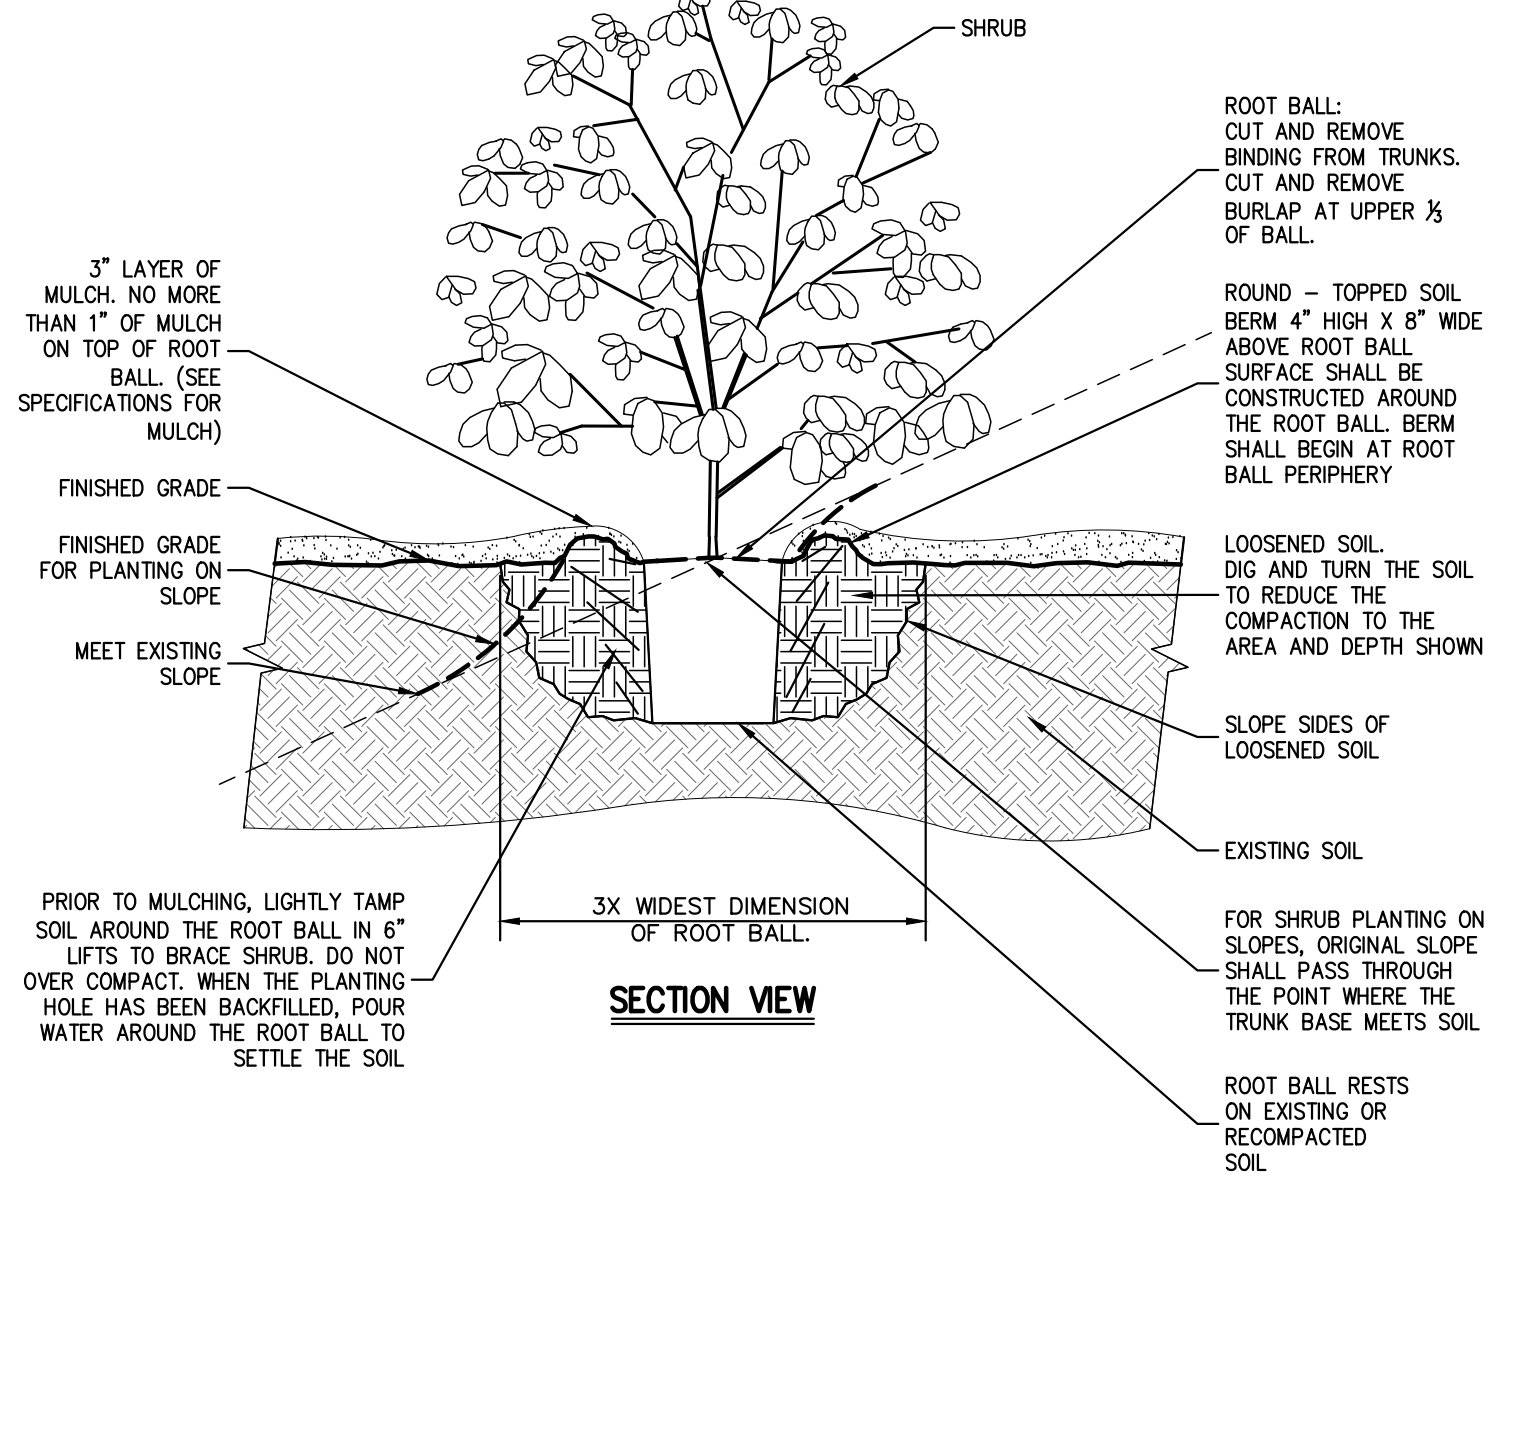 SHRUB
ROOT BALL:
CUT AND REMOVE
BINDING FROM TRUNKS.
CUT AND REMOVE
BURLAP AT UPPER ⅓
OF BALL.
3” LAYER OF
MULCH. NO MORE
THAN 1” OF MULCH
ON TOP OF ROOT
BALL. (SEE
SPECIFICATIONS FOR
MULCH)
ROUND – TOPPED SOIL
BERM 4” HIGH X 8” WIDE
ABOVE ROOT BALL
SURFACE SHALL BE
CONSTRUCTED AROUND
THE ROOT BALL. BERM
SHALL BEGIN AT ROOT
BALL PERIPHERY
FINISHED GRADE
FINISHED GRADE
FOR PLANTING ON
SLOPE
MEET EXISTING
SLOPE
LOOSENED SOIL.
DIG AND TURN THE SOIL
TO REDUCE THE
COMPACTION TO THE
AREA AND DEPTH SHOWN
SLOPE SIDES OF
LOOSENED SOIL
EXISTING SOIL
PRIOR TO MULCHING, LIGHTLY TAMP
SOIL AROUND THE ROOT BALL IN 6”
LIFTS TO BRACE SHRUB. DO NOT
OVER COMPACT. WHEN THE PLANTING
HOLE HAS BEEN BACKFILLED, POUR
WATER AROUND THE ROOT BALL TO
SETTLE THE SOIL
3X WIDEST DIMENSION
OF ROOT BALL.
SECTION VIEW
FOR SHRUB PLANTING ON
SLOPES, ORIGINAL SLOPE
SHALL PASS THROUGH
THE POINT WHERE THE
TRUNK BASE MEETS SOIL
ROOT BALL RESTS
ON EXISTING OR
RECOMPACTED
SOIL